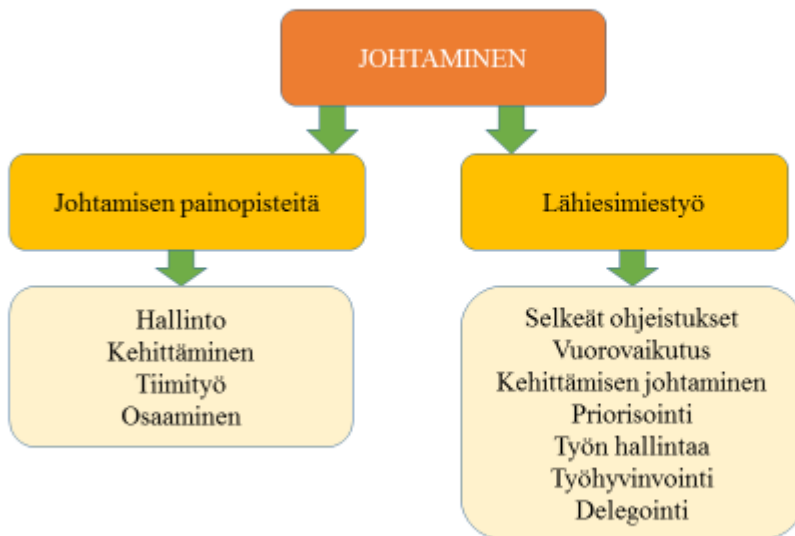 JOHTAMINEN
Johtamisen painopisteitä
Lähiesimiestyö
Hallinto
Kehittäminen
Tiimityö
Osaaminen
Selkeät ohjeistukset
Vuorovaikutus
Kehittämisen johtaminen
Priorisointi
Työn hallintaa
Työhyvinvointi
Delegointi